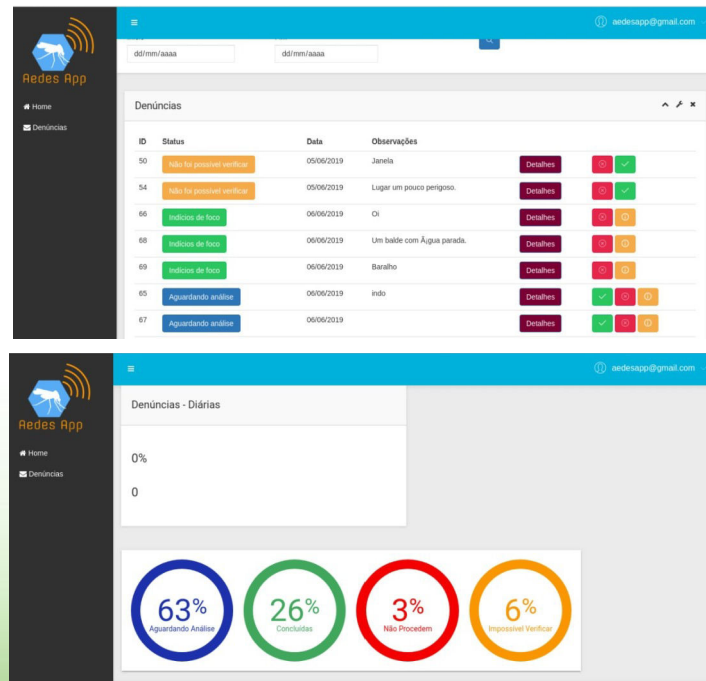 aedesapp@gmail.com
dd/mm/aaaa dd/mm/aaaa
Aedes App
Home
Denúncias
Denúncias
ID Status Data Observações
50 Não foi possível verificar 05/06/2019 Janela Detalhes
54 Não foi possível verificar 05/06/2019 Lugar um pouco perigoso. Detalhes
66 Indícios de foco 06/06/2019 Oi Detalhes
68 Indícios de foco 06/06/2019 Um balde com Ã¡gua parada. Detalhes
69 Indícios de foco 06/06/2019 Baralho Detalhes
65 Aguardando análise 06/06/2019 indo Detalhes
67 Aguardando análise 06/06/2019 Detalhes
aedesapp@gmail.com
Aedes App
Home
Denúncias
Denúncias - Diárias
0%
0
63% 26% 3% 6%
Aguardando Análise Concluídas Não Procedem Impossível Verificar